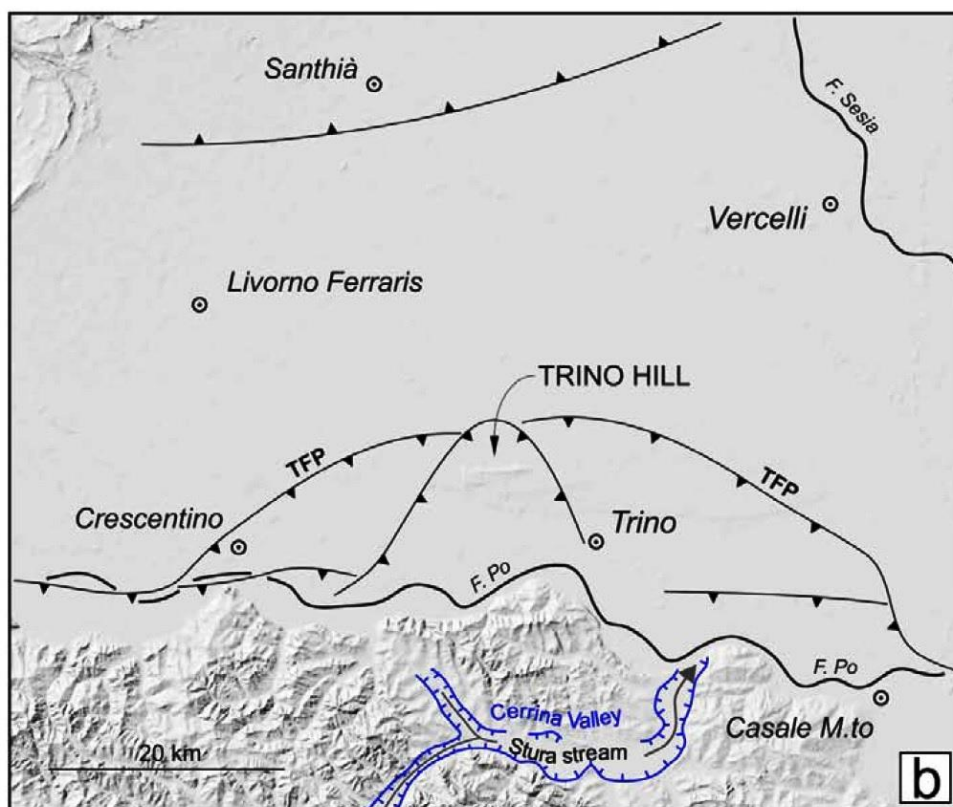 Santhià
F. Sesia
Vercelli
Livorno Ferraris
TRINO HILL
TFP
TFP
Crescentino
Trino
F. Po
F. Po
Cerrina Valley
Casale M.to
Stura stream
20 km
b